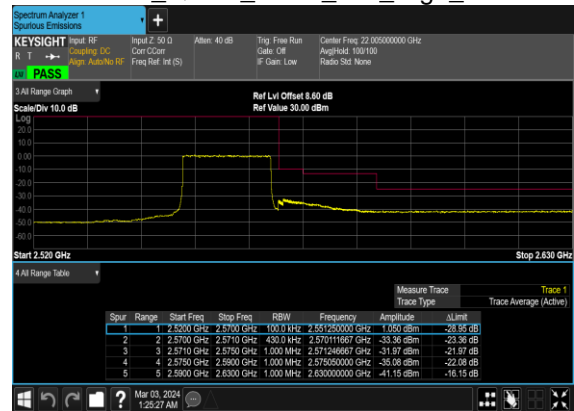 Spectrum Analyzer 1
Spurious Emissions
+
KEYSIGHT Input: RF Input Z: 50 Ω Atten: 40 dB Trig: Free Run Center Freq: 22.005000000 GHz
R T Coupling: DC Corr CCorr Gate: Off Avg|Hold: 100/100
Align: Auto/No RF Freq Ref: Int (S) IF Gain: Low Radio Std: None
PASS
3 All Range Graph
Ref Lvl Offset 8.60 dB
Scale/Div 10.0 dB Ref Value 30.00 dBm
Log
20.0
10.0
0.00
-10.0
-20.0
-30.0
-40.0
-50.0
-60.0
Start 2.520 GHz Stop 2.630 GHz
4 All Range Table
Measure Trace Trace 1
Trace Type Trace Average (Active)
Spur Range Start Freq Stop Freq RBW Frequency Amplitude ΔLimit
1 1 2.5200 GHz 2.5700 GHz 100.0 kHz 2.551250000 GHz 1.050 dBm -28.95 dB
2 2 2.5700 GHz 2.5710 GHz 430.0 kHz 2.570111667 GHz -33.36 dBm -23.36 dB
3 3 2.5710 GHz 2.5750 GHz 1.000 MHz 2.571246667 GHz -31.97 dBm -21.97 dB
4 4 2.5750 GHz 2.5900 GHz 1.000 MHz 2.575050000 GHz -35.08 dBm -22.08 dB
5 5 2.5900 GHz 2.6300 GHz 1.000 MHz 2.630000000 GHz -41.15 dBm -16.15 dB
?
Mar 03, 2024
1:25:27 AM